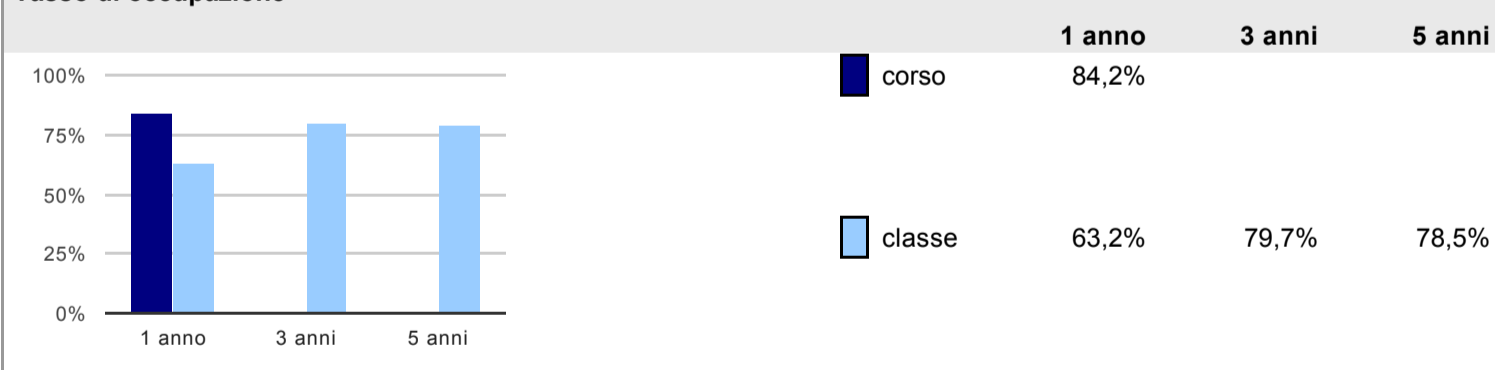 1 anno 3 anni 5 anni
100%
75%
50%
25%
0%
1 anno 3 anni 5 anni
corso 84,2%
classe 63,2% 79,7% 78,5%